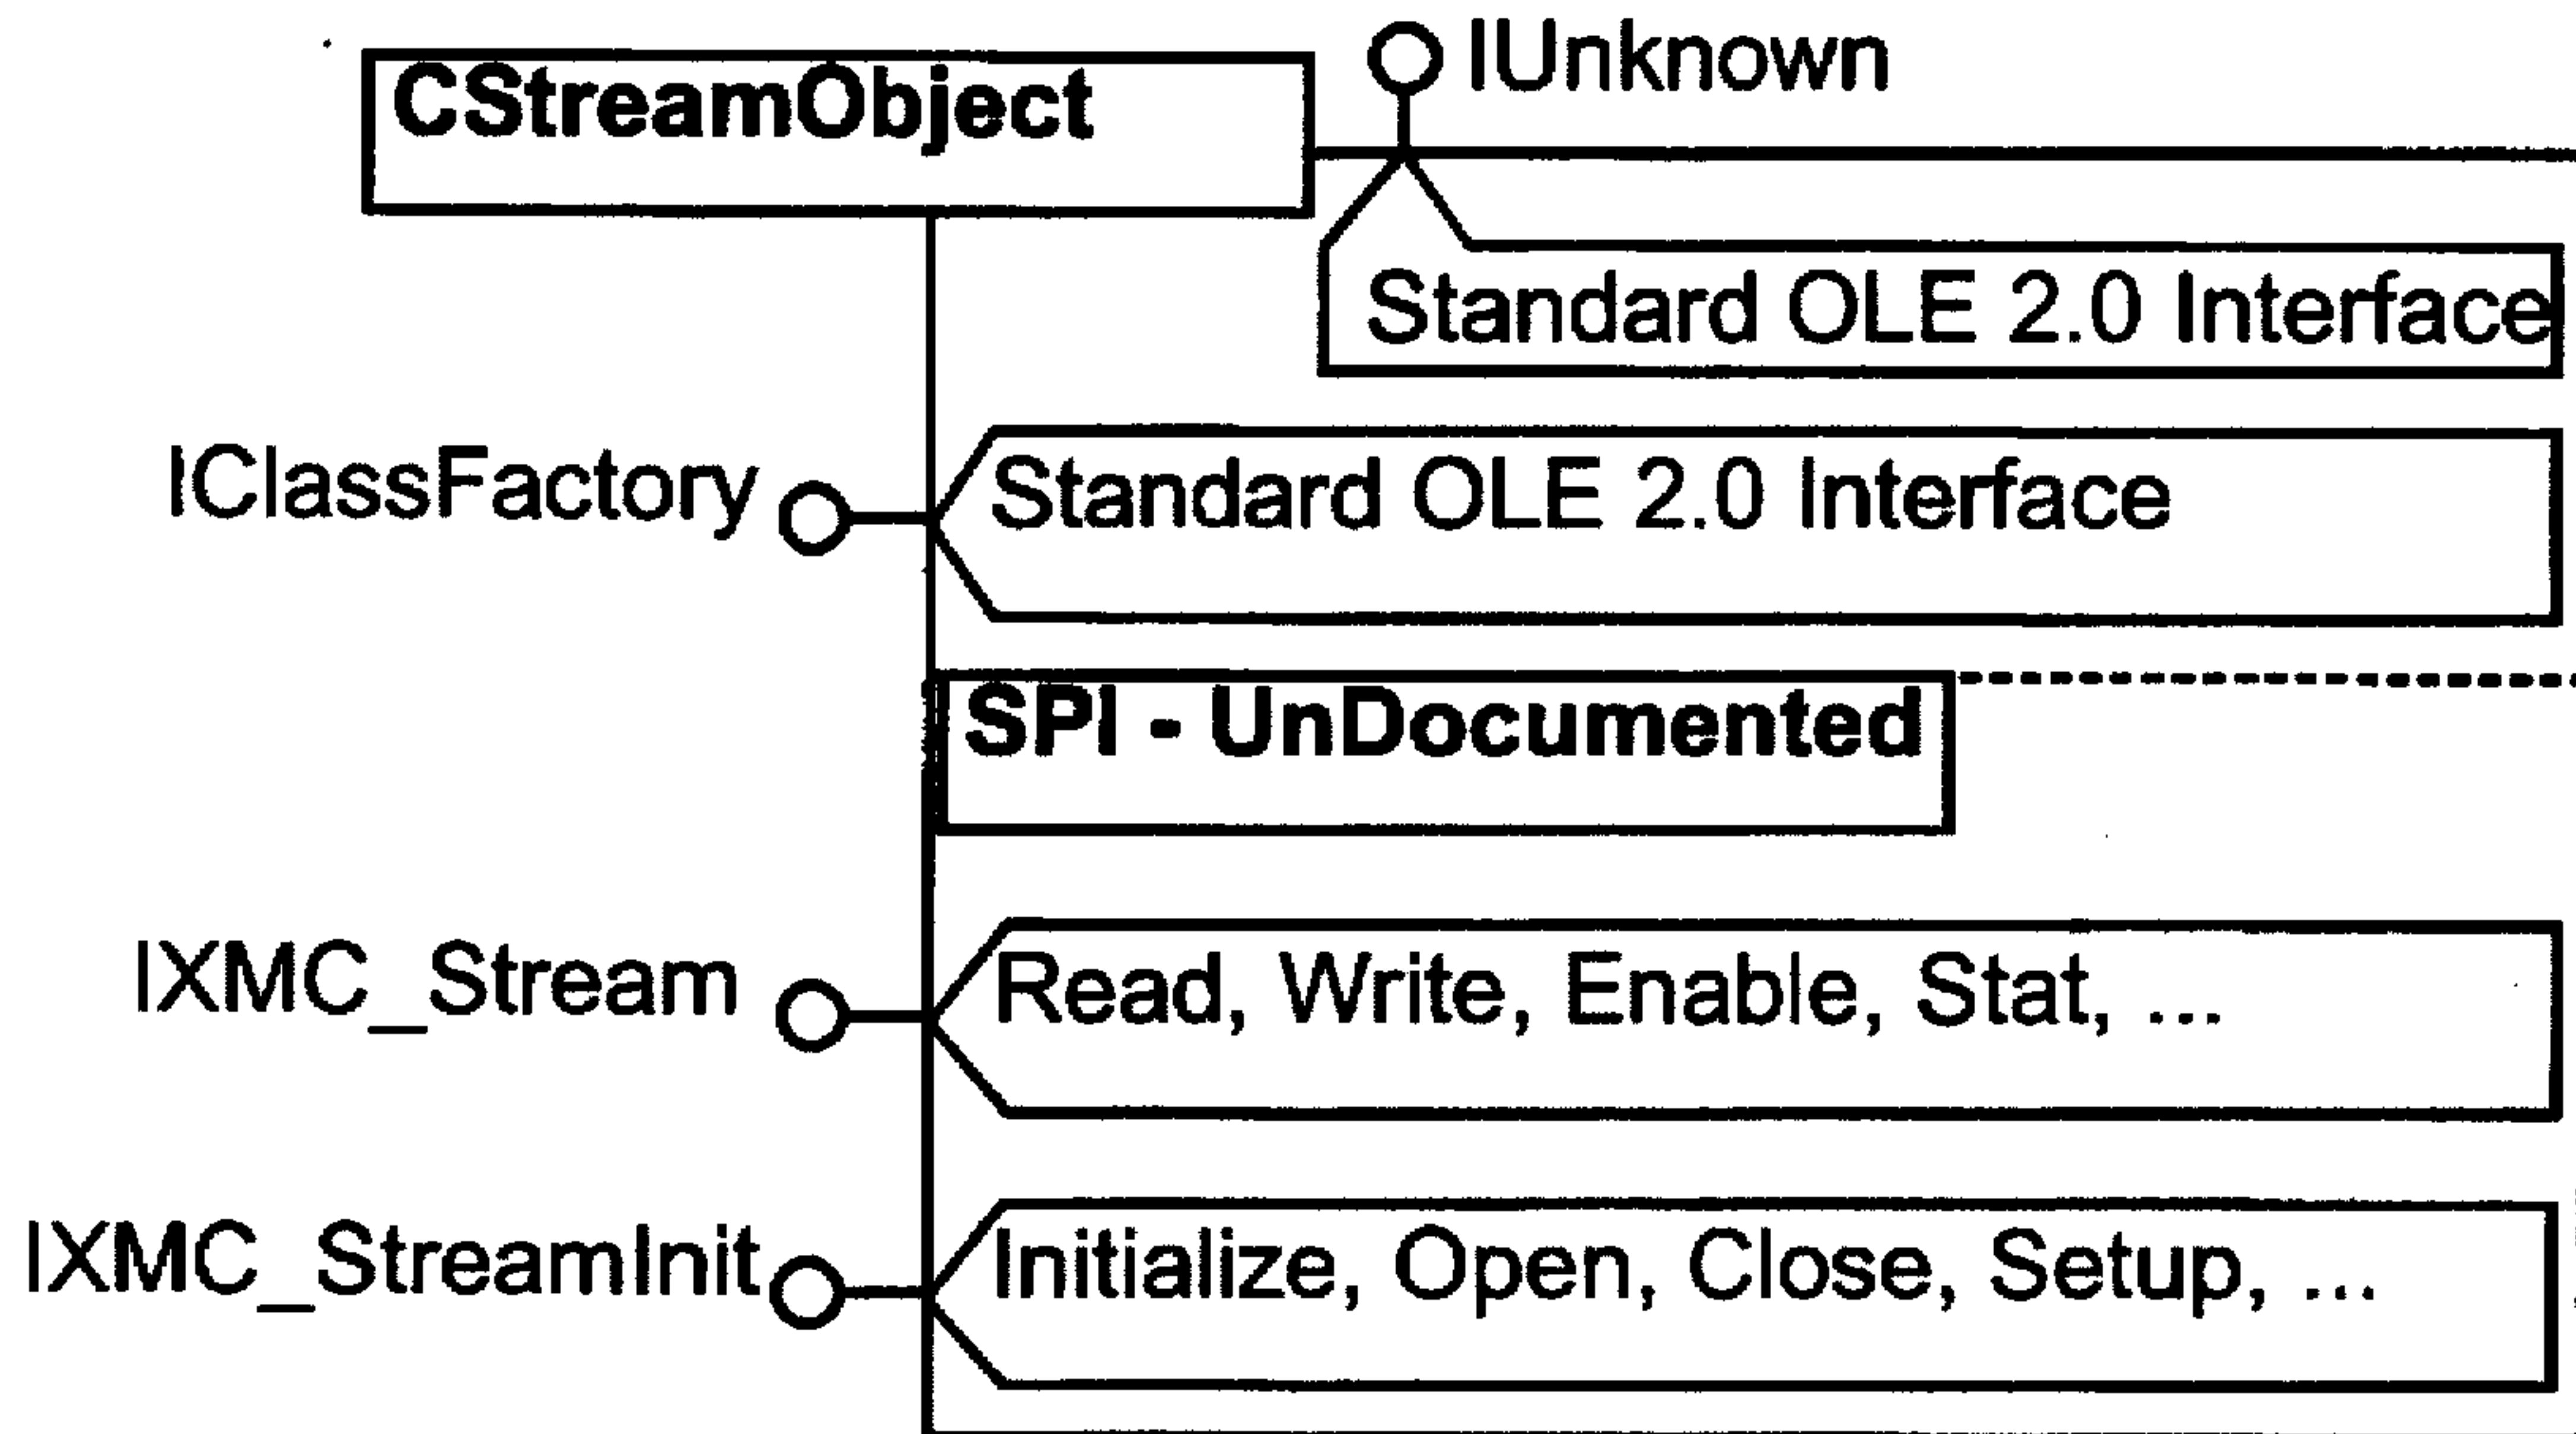 CStreamObject
IUnknown
Standard OLE 2.0 Interface
IClassFactory
Standard OLE 2.0 Interface
SPI - UnDocumented
IXMC_Stream
Read, Write, Enable, Stat, ...
IXMC_StreamInit
Initialize, Open, Close, Setup, ...